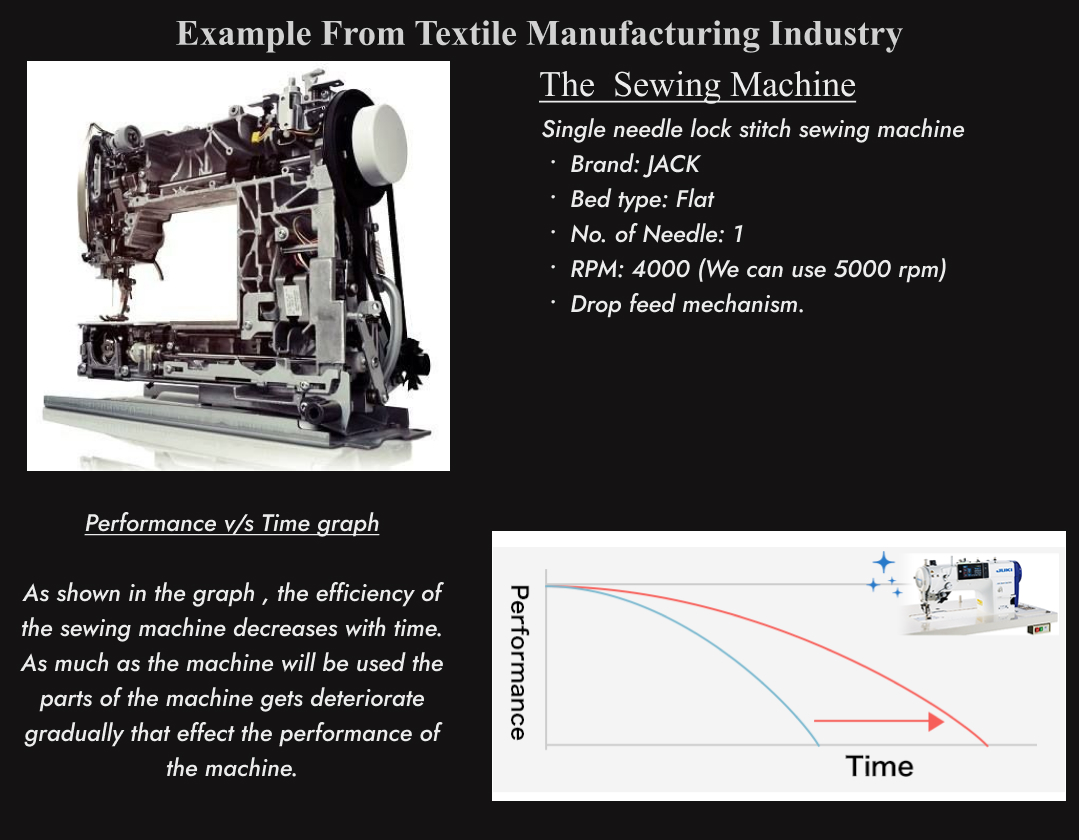 Example From Textile Manufacturing Industry
The Sewing Machine
Single needle lock stitch sewing machine
· Brand: JACK
· Bed type: Flat
· No. of Needle: 1
· RPM: 4000 (We can use 5000 rpm)
· Drop feed mechanism.
Performance v/s Time graph
As shown in the graph , the efficiency of
the sewing machine decreases with time.
As much as the machine will be used the
parts of the machine gets deteriorate
gradually that effect the performance of
the machine.
Performance
JUKI
Time